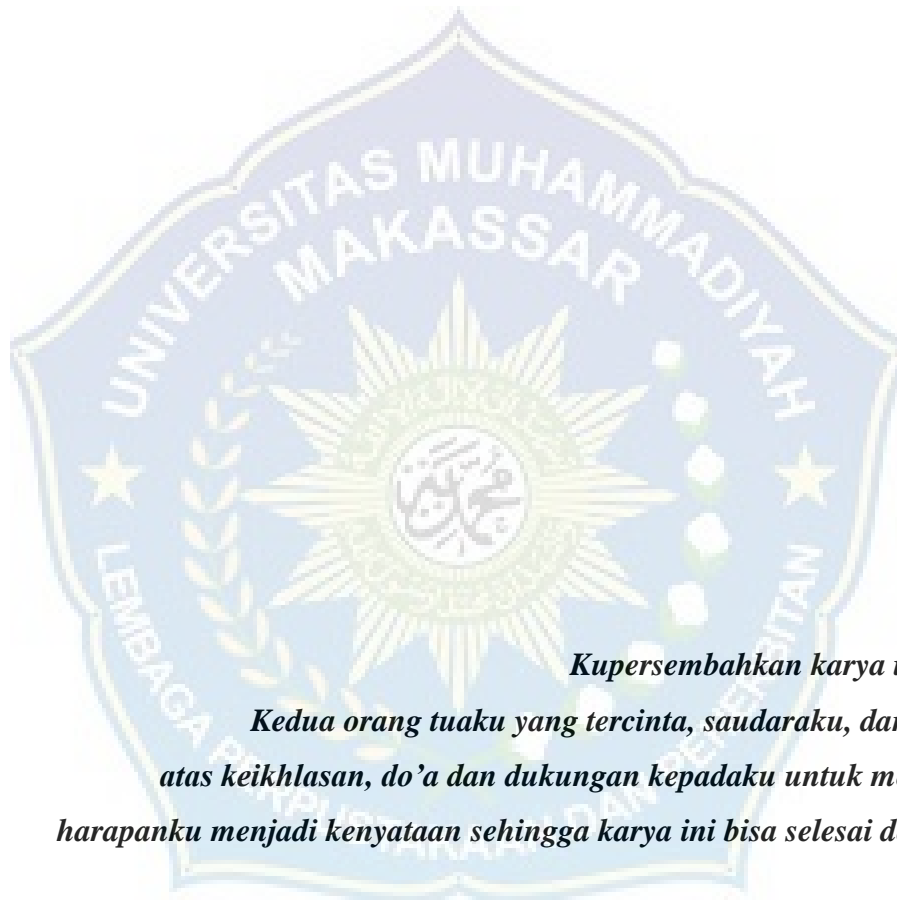 UNIVERSITAS MUHAMMADIYAH
MAKASSAR
LEMBAGA PERPUSTAKAAN DAN PENERBITAN
Kupersembahkan karya
Kedua orang tuaku yang tercinta, saudaraku,
atas keikhlasan, do’a dan dukungan kepadaku untuk
harapanku menjadi kenyataan sehingga karya ini bisa selesai